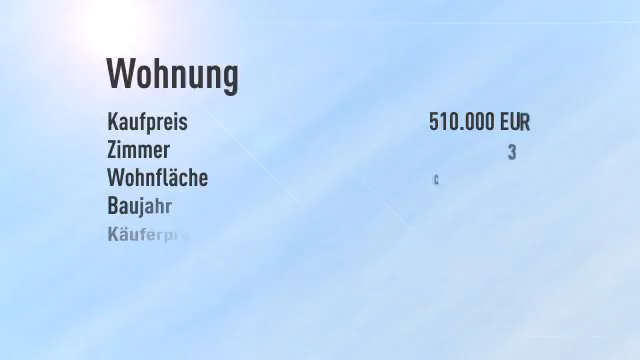 Wohnung
Kaufpreis 510.000 EUR
Zimmer 3
Wohnfläche
Baujahr